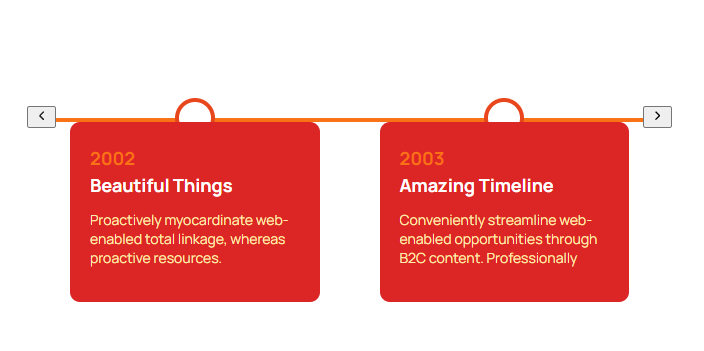 2002
Beautiful Things
Proactively myocardinate web-
enabled total linkage, whereas
proactive resources.
2003
Amazing Timeline
Conveniently streamline web-
enabled opportunities through
B2C content. Professionally